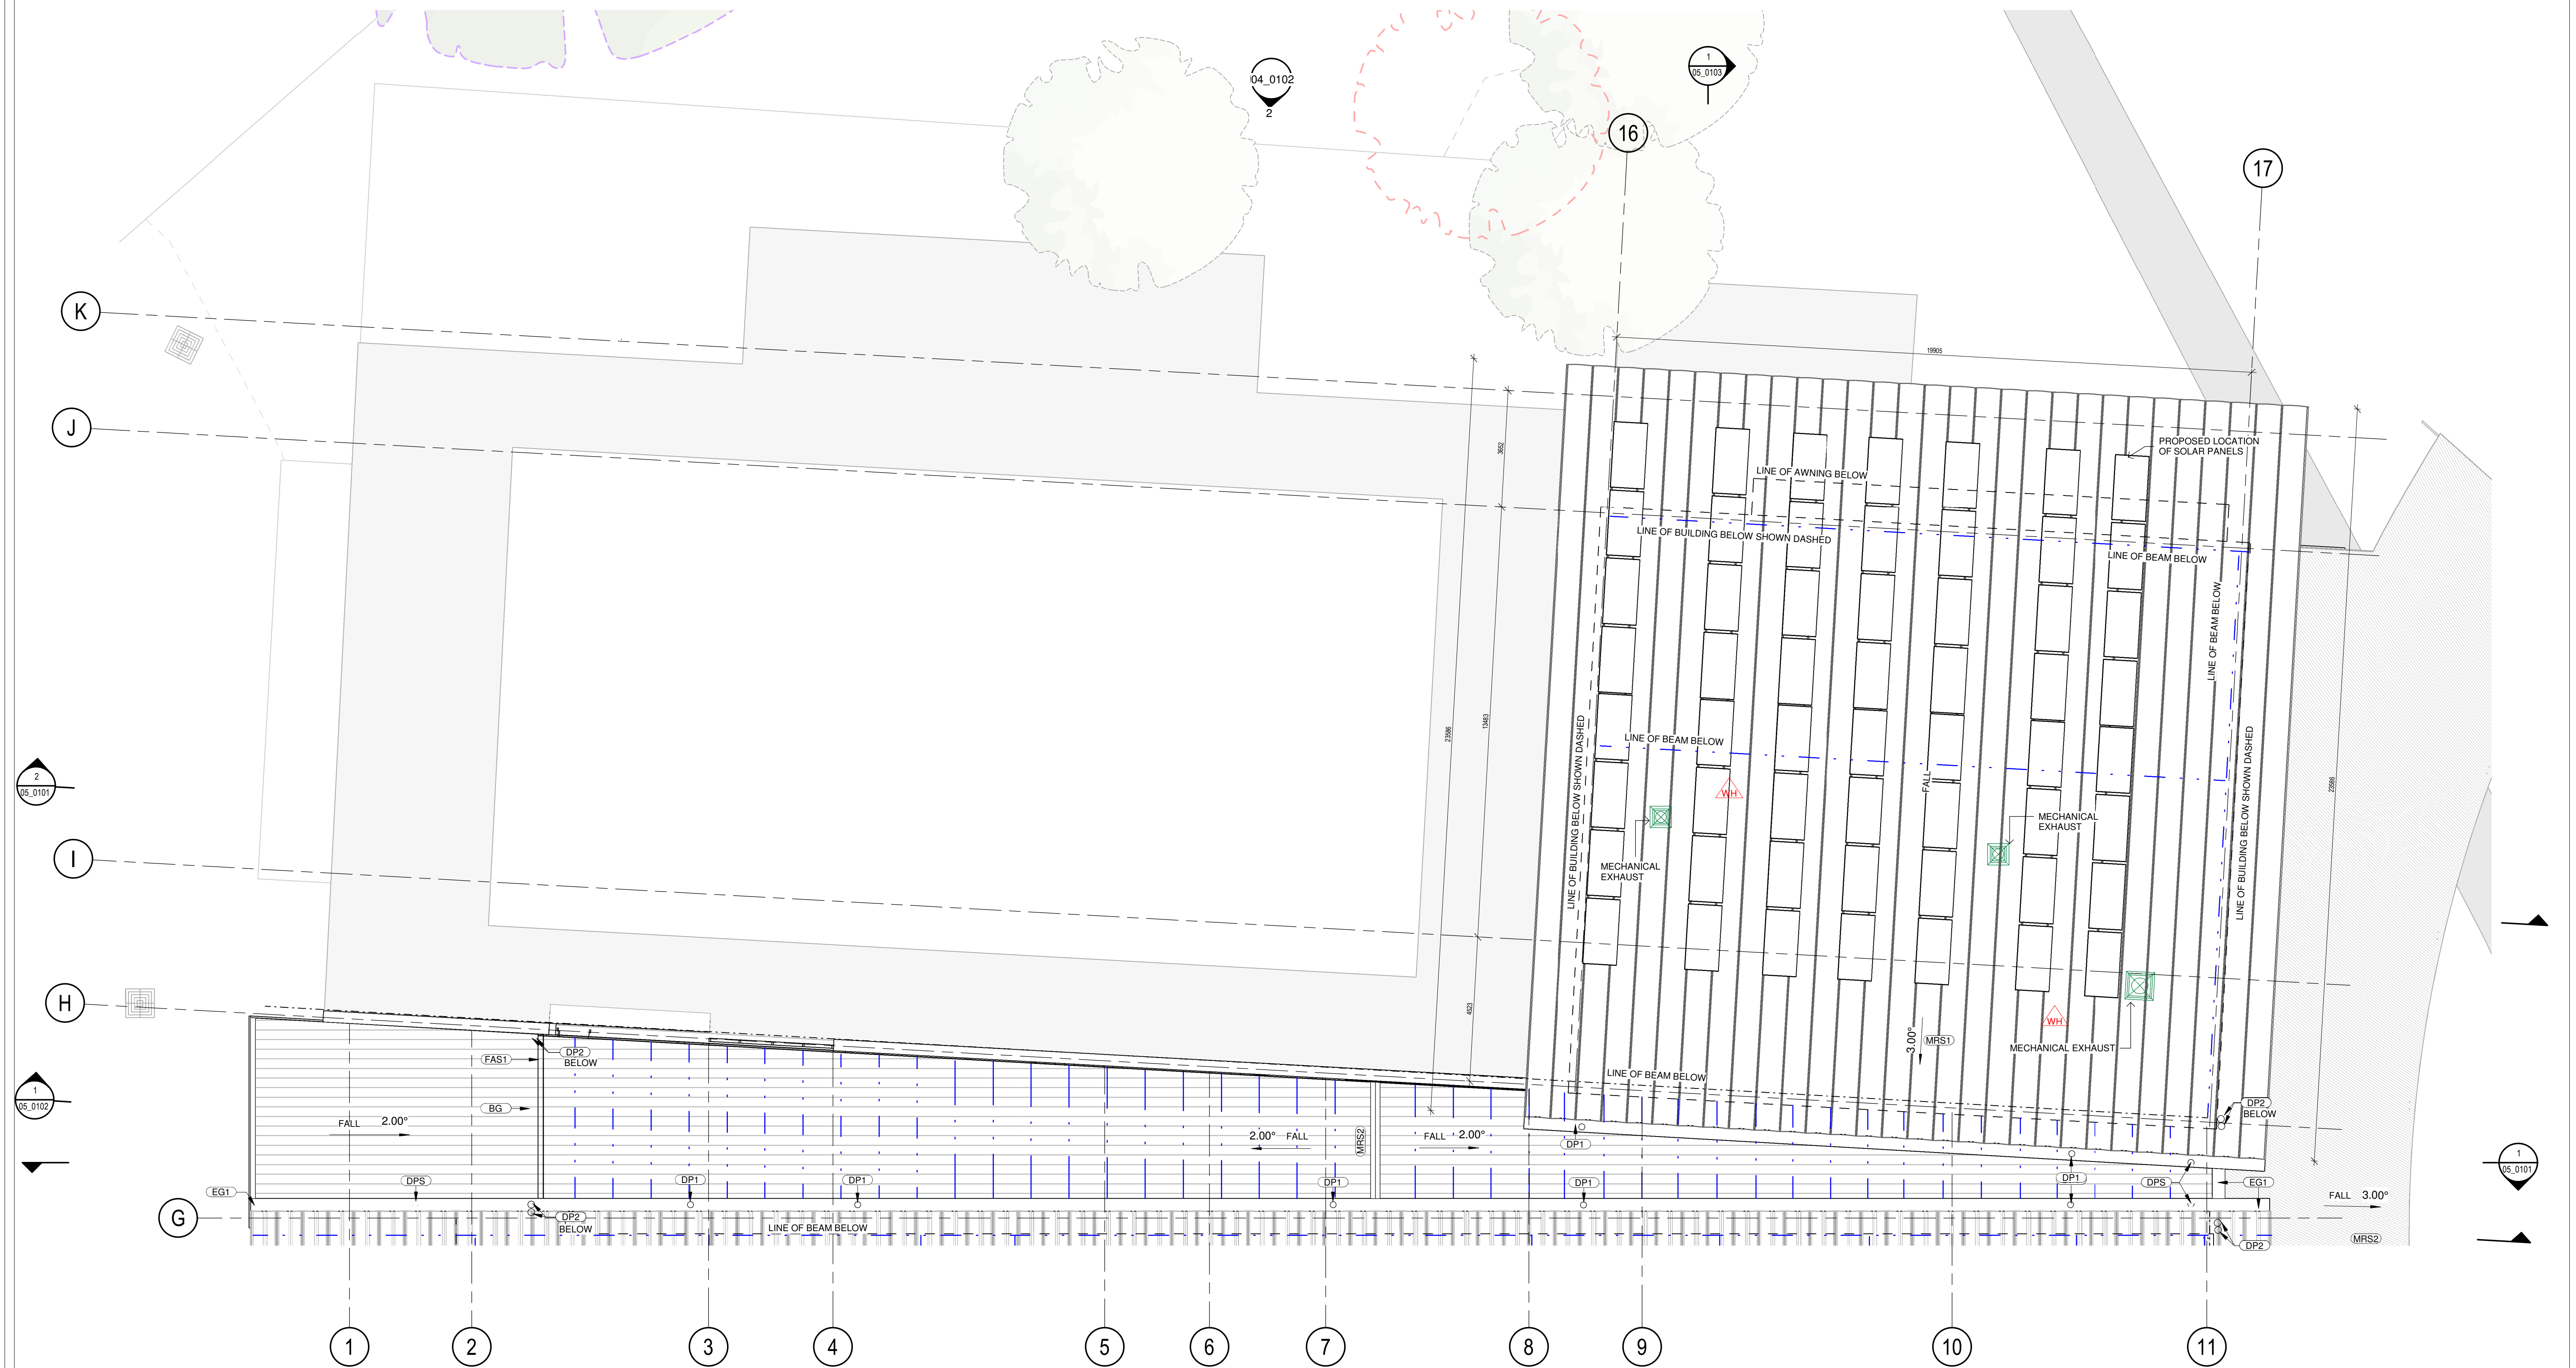 04_0102
2
1
05_0103
16
17
K
19905
J
PROPOSED LOCATION
OF SOLAR PANELS
3652
LINE OF AWNING BELOW
LINE OF BUILDING BELOW SHOWN DASHED
LINE OF BEAM BELOW
LINE OF BEAM BELOW
23586
13483
LINE OF BUILDING BELOW SHOWN DASHED
LINE OF BEAM BELOW
LINE OF BUILDING BELOW SHOWN DASHED
23586
2
05_0101
WH
FALL
MECHANICAL
EXHAUST
I
MECHANICAL
EXHAUST
H
4523
WH
3.00°
MRS1
MECHANICAL EXHAUST
FAS1
DP2
BELOW
LINE OF BEAM BELOW
1
05_0102
BG
DP2
BELOW
FALL 2.00°
2.00° FALL
MRS2
FALL 2.00°
DP1
1
05_0101
EG1
DPS
DP1
DP1
DP1
DP1
DP1
DPS
EG1
FALL 3.00°
G
DP2
BELOW
LINE OF BEAM BELOW
DP2
MRS2
1
2
3
4
5
6
7
8
9
10
11